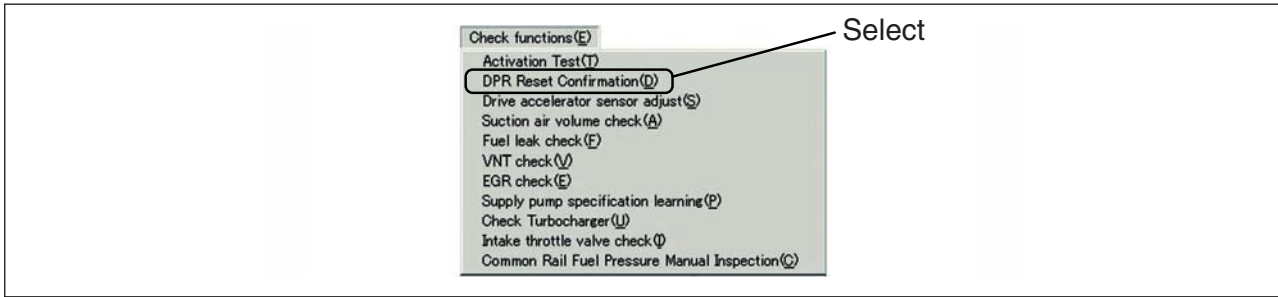 Check functions(E)
Select
Activation Test(T)
DPR Reset Confirmation(D)
Drive accelerator sensor adjust(S)
Suction air volume check(A)
Fuel leak check(F)
VNT check(V)
EGR check(E)
Supply pump specification learning(P)
Check Turbocharger(U)
Intake throttle valve check(I)
Common Rail Fuel Pressure Manual Inspection(C)